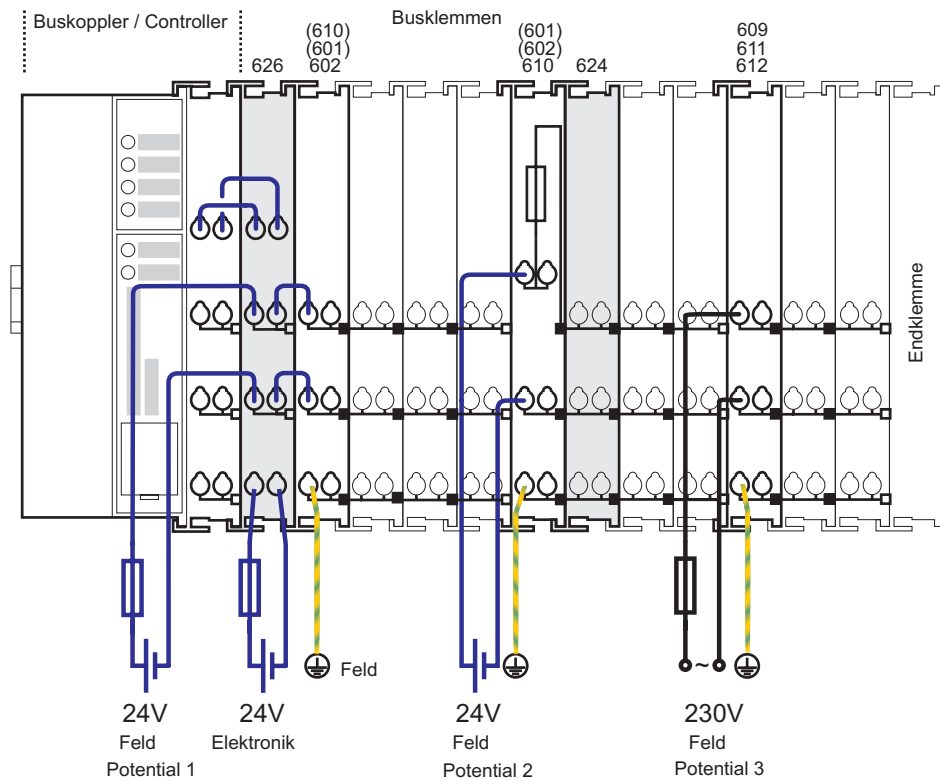 Buskoppler / Controller
Busklemmen
626
(610)
(601)
602
(601)
(602)
610
624
609
611
612
Endklemme
Feld
~
24V
Feld
Potential 1
24V
Elektronik
24V
Feld
Potential 2
230V
Feld
Potential 3